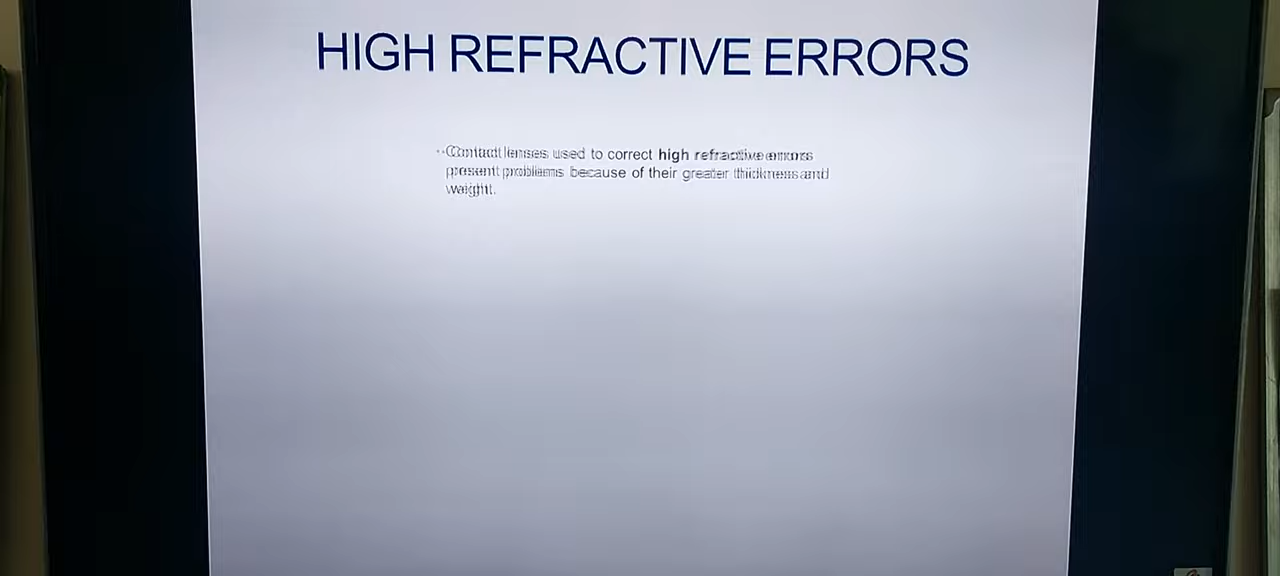 HIGH REFRACTIVE ERRORS
Contact lenses used to correct high refractive errors
present problems because of their greater thickness and
weight.